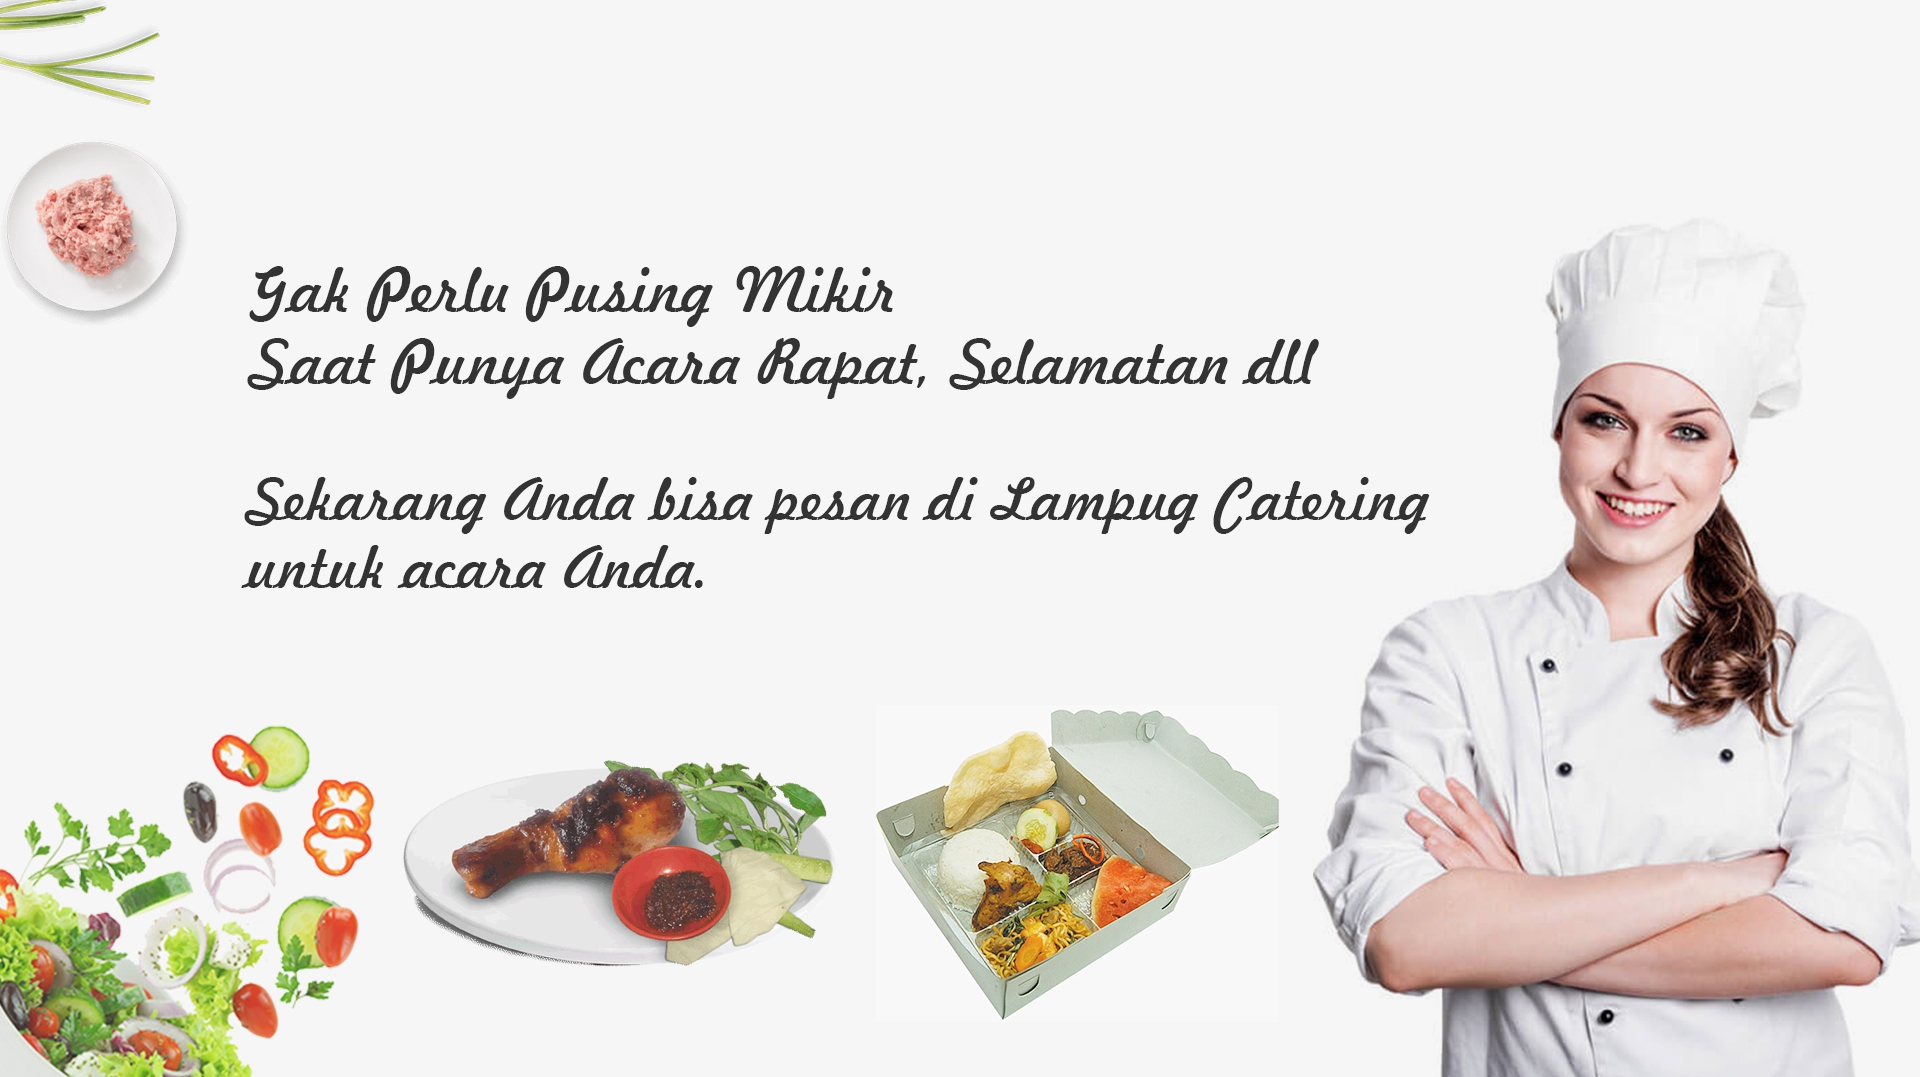 Gak Perlu Pusing Mikir
Saat Punya Acara Rapat, Selamatan dll
Sekarang Anda bisa pesan di Lampug Catering
untuk acara Anda.